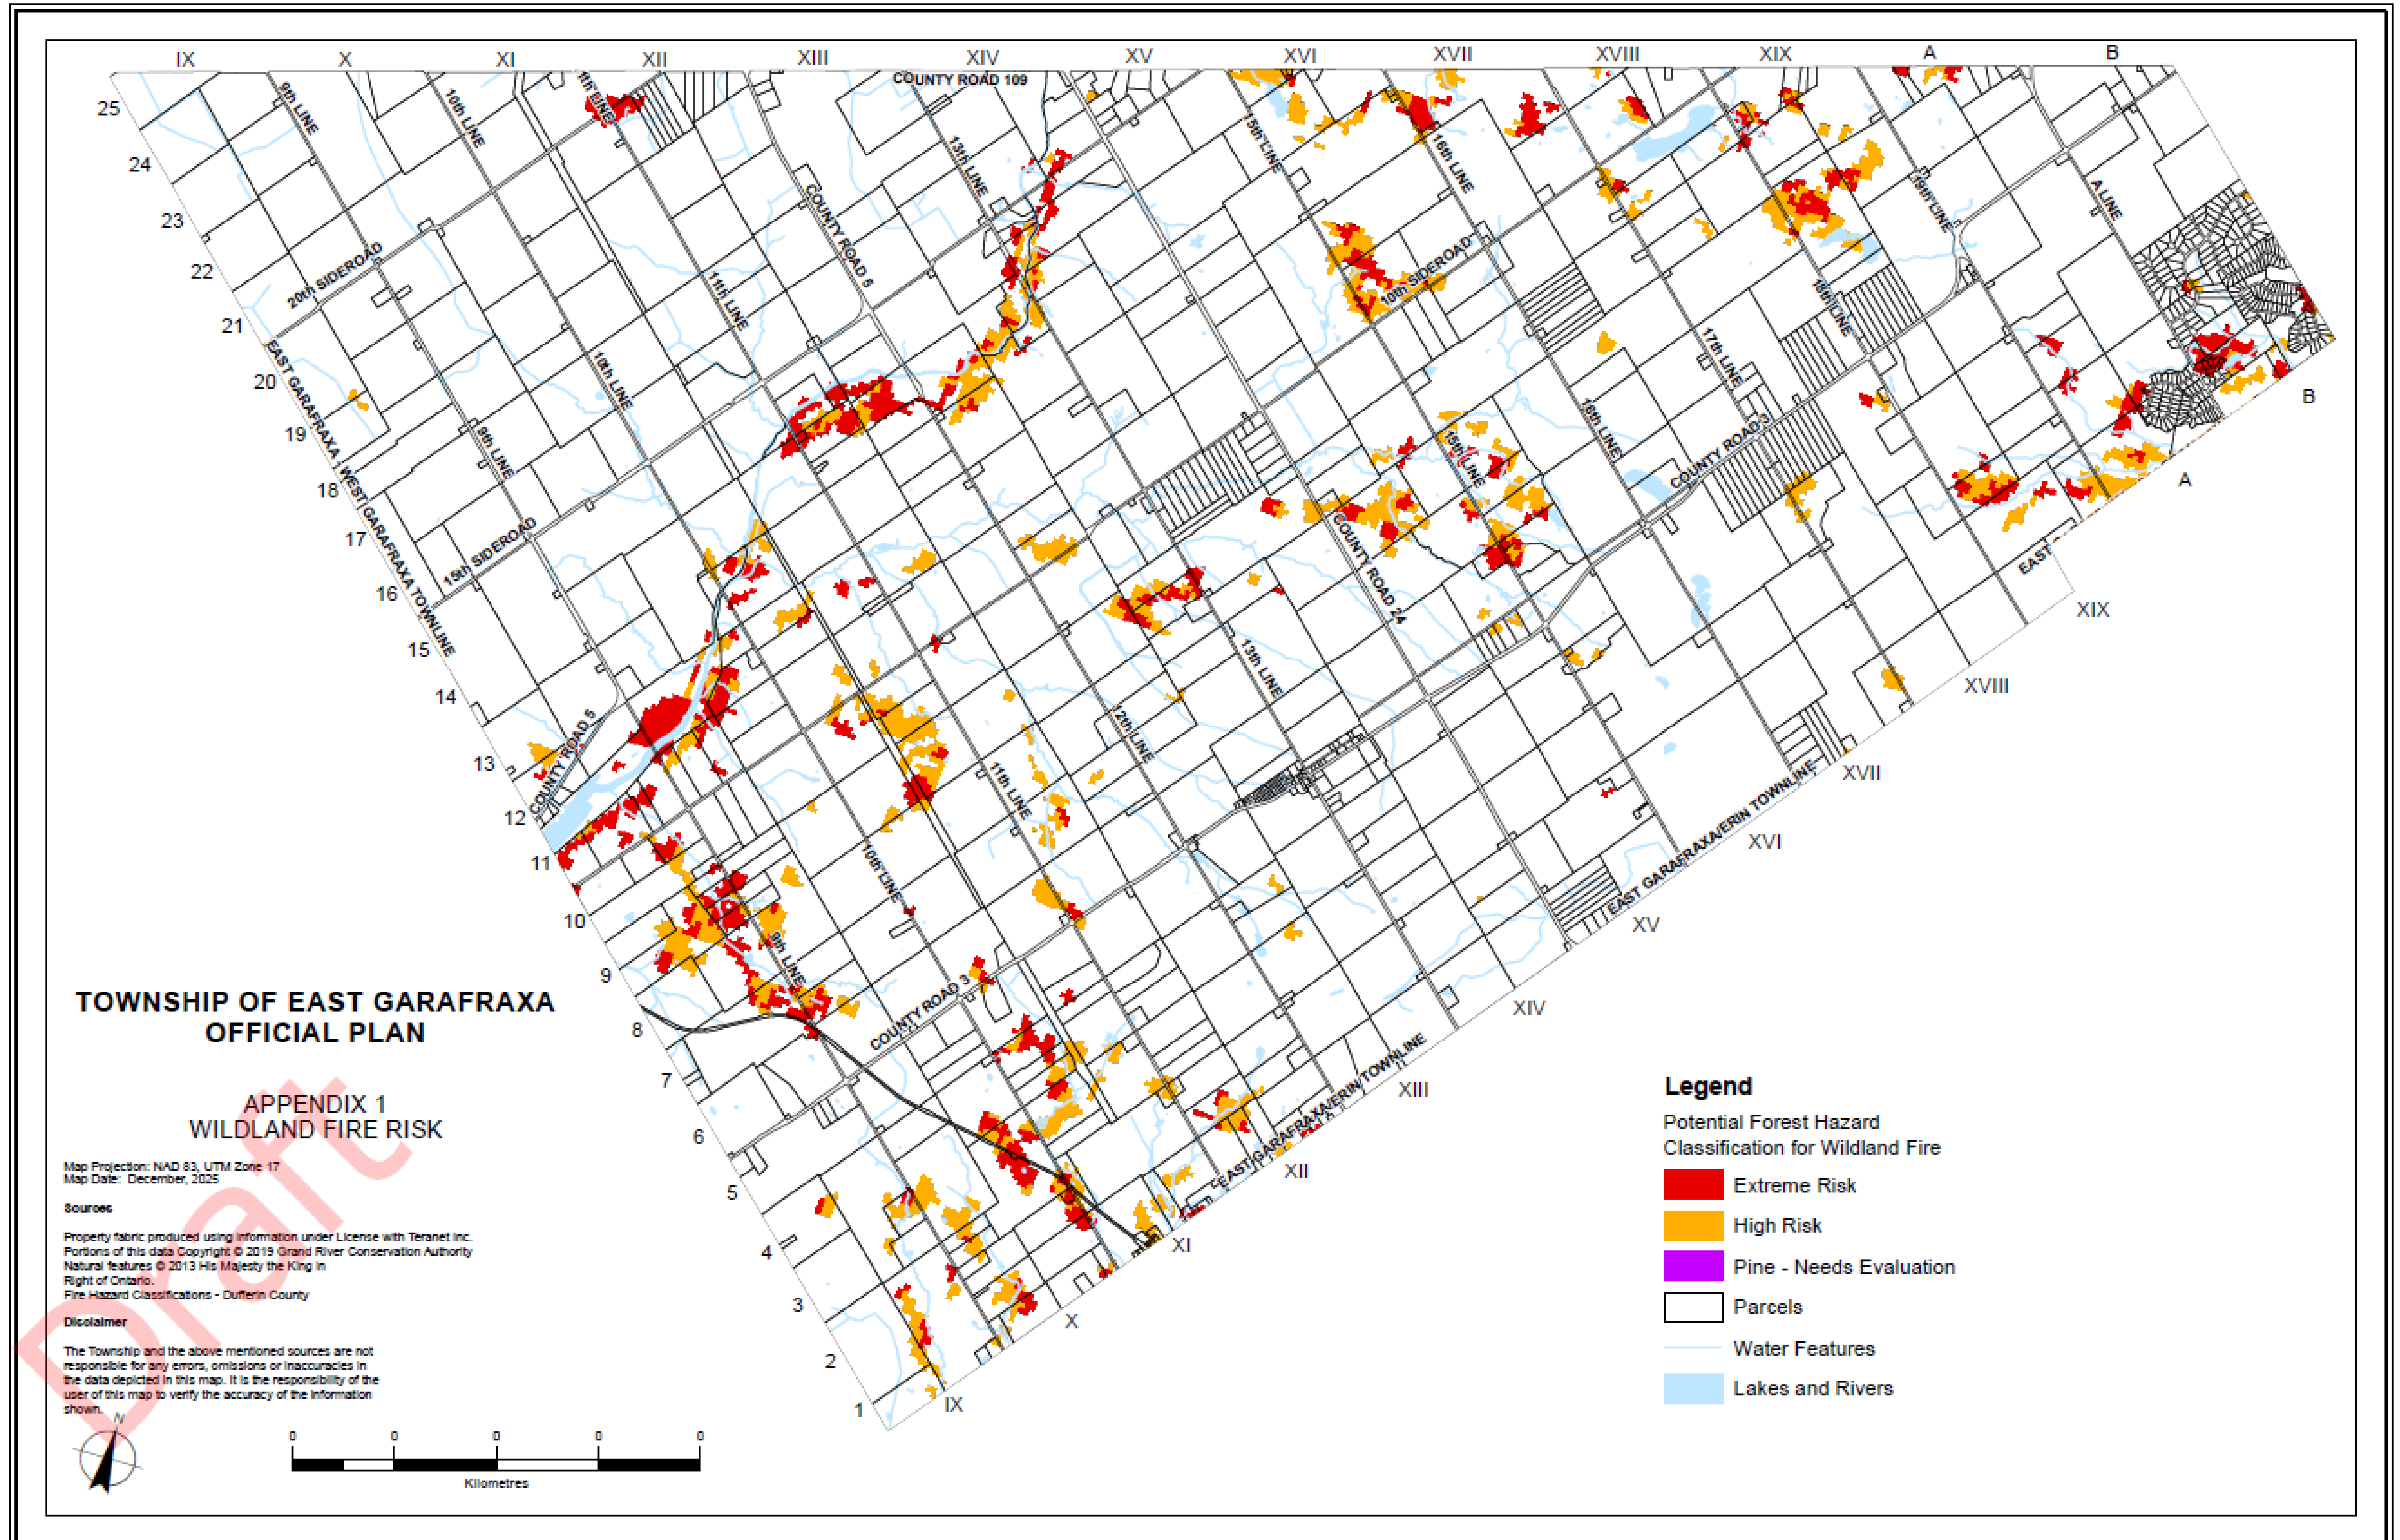 IX X XI XII XIII XIV XV XVI XVII XVIII XIX A B
COUNTY ROAD 109
25
24
23
22
21
20
19
18
17
16
15
14
13
12
11
10
9
8
7
6
5
4
3
2
1
9th LINE
10th LINE
13th LINE
15th LINE
16th LINE
19th LINE
A LINE
COUNTY ROAD 5
20th SIDEROAD
11th LINE
10th SIDEROAD
18th LINE
17th LINE
EAST GARAFRAXA \ WEST GARAFRAXA TOWNLINE
10th LINE
9th LINE
16th LINE
COUNTY ROAD 3
15th LINE
15th SIDEROAD
COUNTY ROAD 24
13th LINE
12th LINE
COUNTY ROAD 5
11th LINE
10th LINE
9th LINE
COUNTY ROAD 3
EAST GARAFRAXA/ERIN TOWNLINE
EAST GARAFRAXA/ERIN TOWNLINE
EAST
B
A
XIX
XVIII
XVII
XVI
XV
XIV
XIII
XII
XI
X
IX
TOWNSHIP OF EAST GARAFRAXA
OFFICIAL PLAN
APPENDIX 1
WILDLAND FIRE RISK
Map Projection: NAD 83, UTM Zone 17
Map Date: December, 2025
Sources
Property fabric produced using information under License with Teranet Inc.
Portions of this data Copyright © 2019 Grand River Conservation Authority
Natural features © 2013 His Majesty the King in
Right of Ontario.
Fire Hazard Classifications - Dufferin County
Disclaimer
The Township and the above mentioned sources are not
responsible for any errors, omissions or inaccuracies in
the data depicted in this map. It is the responsibility of the
user of this map to verify the accuracy of the information
shown.
Draft
N
0 0 0 0 0
Kilometres
Legend
Potential Forest Hazard
Classification for Wildland Fire
Extreme Risk
High Risk
Pine - Needs Evaluation
Parcels
Water Features
Lakes and Rivers